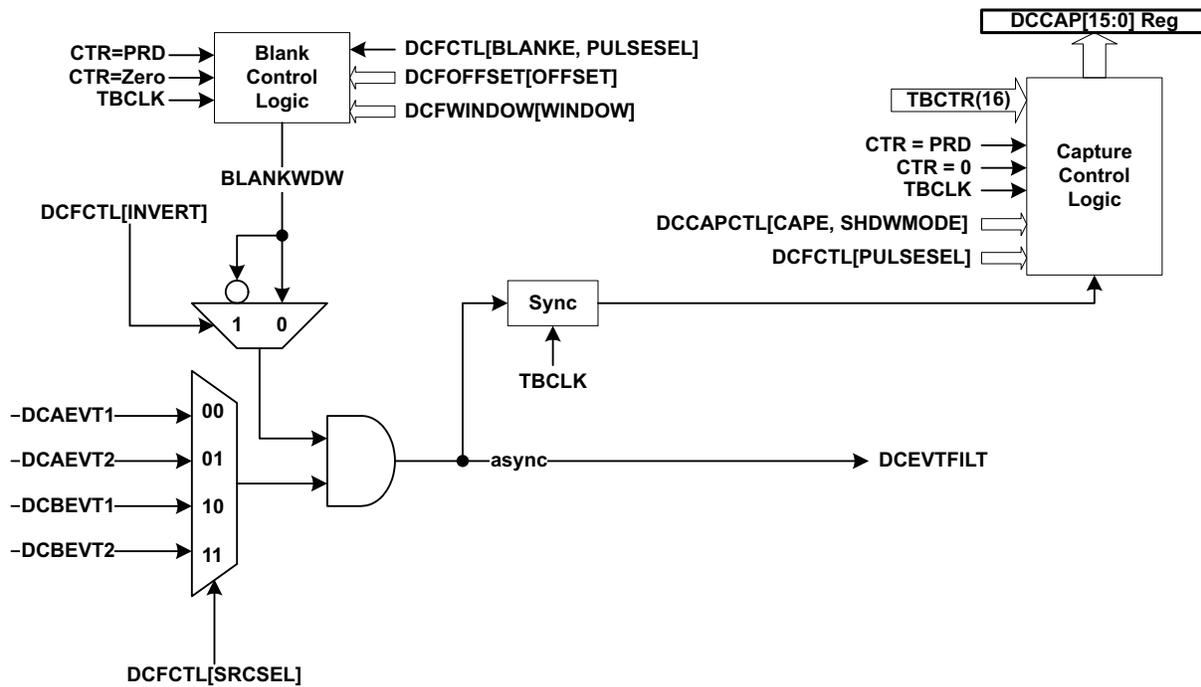 DCCAP[15:0] Reg
CTR=PRD
CTR=Zero
TBCLK
Blank
Control
Logic
DCFCTL[BLANKE, PULSESEL]
DCFOFFSET[OFFSET]
DCFWINDOW[WINDOW]
TBCTR(16)
CTR = PRD
CTR = 0
TBCLK
DCCAPCTL[CAPE, SHDWMODE]
DCFCTL[PULSESEL]
Capture
Control
Logic
BLANKWDW
DCFCTL[INVERT]
1 0
Sync
TBCLK
DCAEVT1
DCAEVT2
DCBEVT1
DCBEVT2
00
01
10
11
async
DCEVTFILT
DCFCTL[SRCSEL]